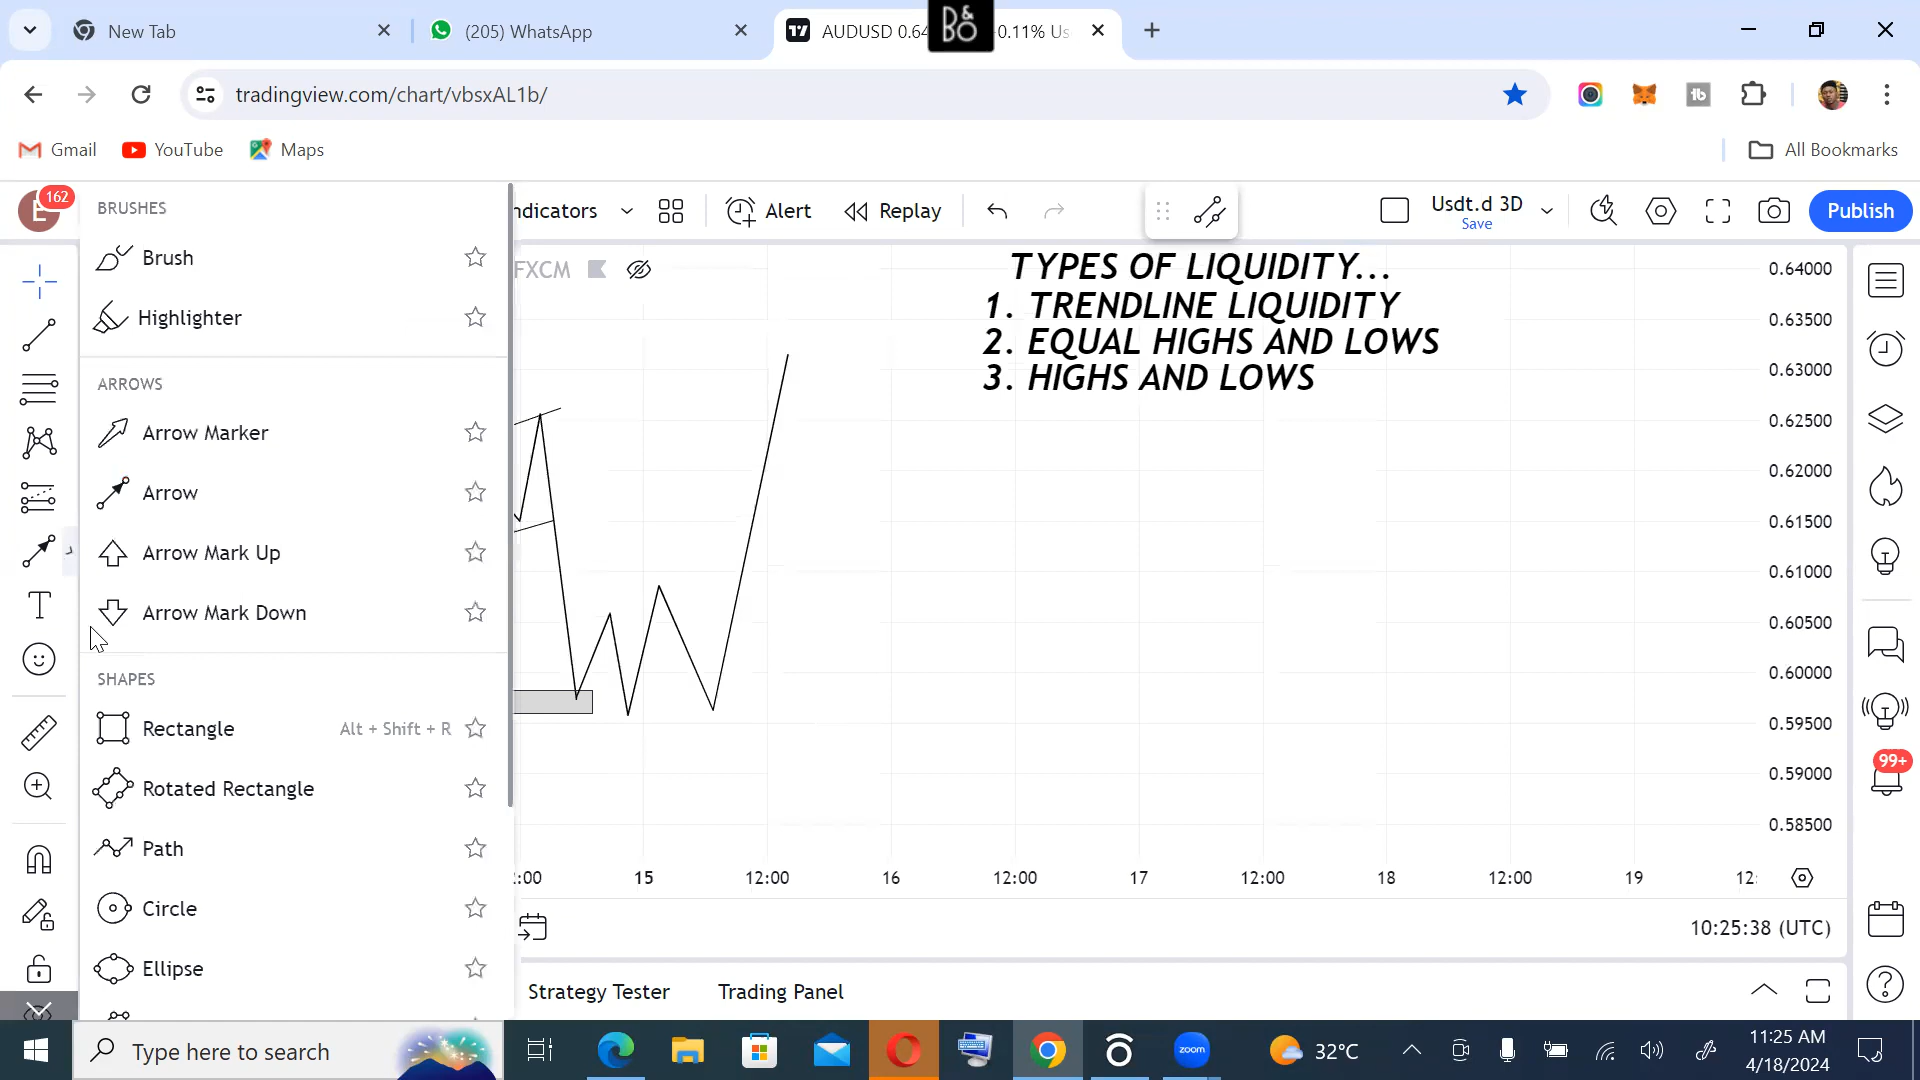 New Tab
(205) WhatsApp
AUDUSD 0.64
B&O
-0.11% Us
tradingview.com/chart/vbsxAL1b/
Gmail
YouTube
Maps
All Bookmarks
E
162
BRUSHES
ndicators
Alert
Replay
Usdt.d 3D
Save
Publish
Brush
Highlighter
ARROWS
Arrow Marker
Arrow
Arrow Mark Up
Arrow Mark Down
SHAPES
Rectangle
Alt + Shift + R
Rotated Rectangle
Path
Circle
Ellipse
FXCM
TYPES OF LIQUIDITY...
1. TRENDLINE LIQUIDITY
2. EQUAL HIGHS AND LOWS
3. HIGHS AND LOWS
0.64000
0.63500
0.63000
0.62500
0.62000
0.61500
0.61000
0.60500
0.60000
0.59500
0.59000
0.58500
99+
:00
15
12:00
16
12:00
17
12:00
18
12:00
19
12:
10:25:38 (UTC)
Strategy Tester
Trading Panel
Type here to search
zoom
32°C
11:25 AM
4/18/2024